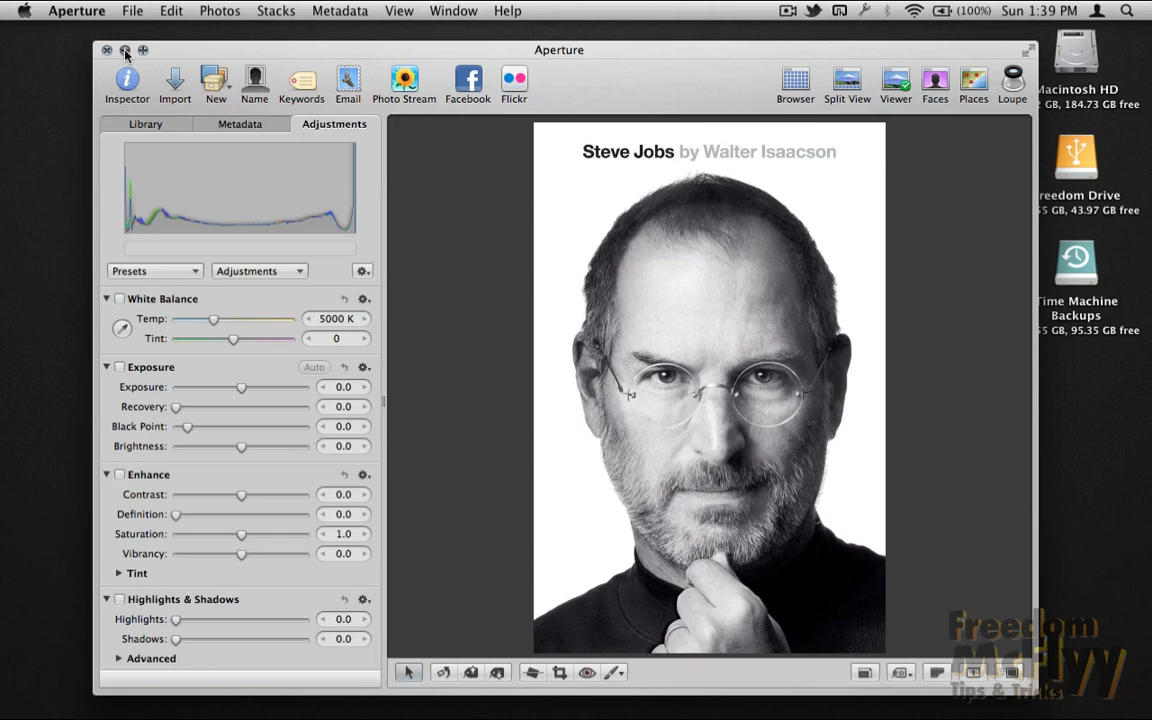 Aperture File Edit Photos Stacks Metadata View Window Help (100%) Sun 1:39 PM
Aperture
Inspector Import New Name Keywords Email Photo Stream Facebook Flickr Browser Split View Viewer Faces Places Loupe
Library Metadata Adjustments
Presets Adjustments
White Balance
Temp: 5000 K
Tint: 0
Exposure Auto
Exposure: 0.0
Recovery: 0.0
Black Point: 0.0
Brightness: 0.0
Enhance
Contrast: 0.0
Definition: 0.0
Saturation: 1.0
Vibrancy: 0.0
Tint
Highlights & Shadows
Highlights: 0.0
Shadows: 0.0
Advanced
Steve Jobs by Walter Isaacson
Macintosh HD
GB, 184.73 GB free
reedom Drive
GB, 43.97 GB free
Time Machine
Backups
GB, 95.35 GB free
Freedom
McFlyy
Tips & Tricks